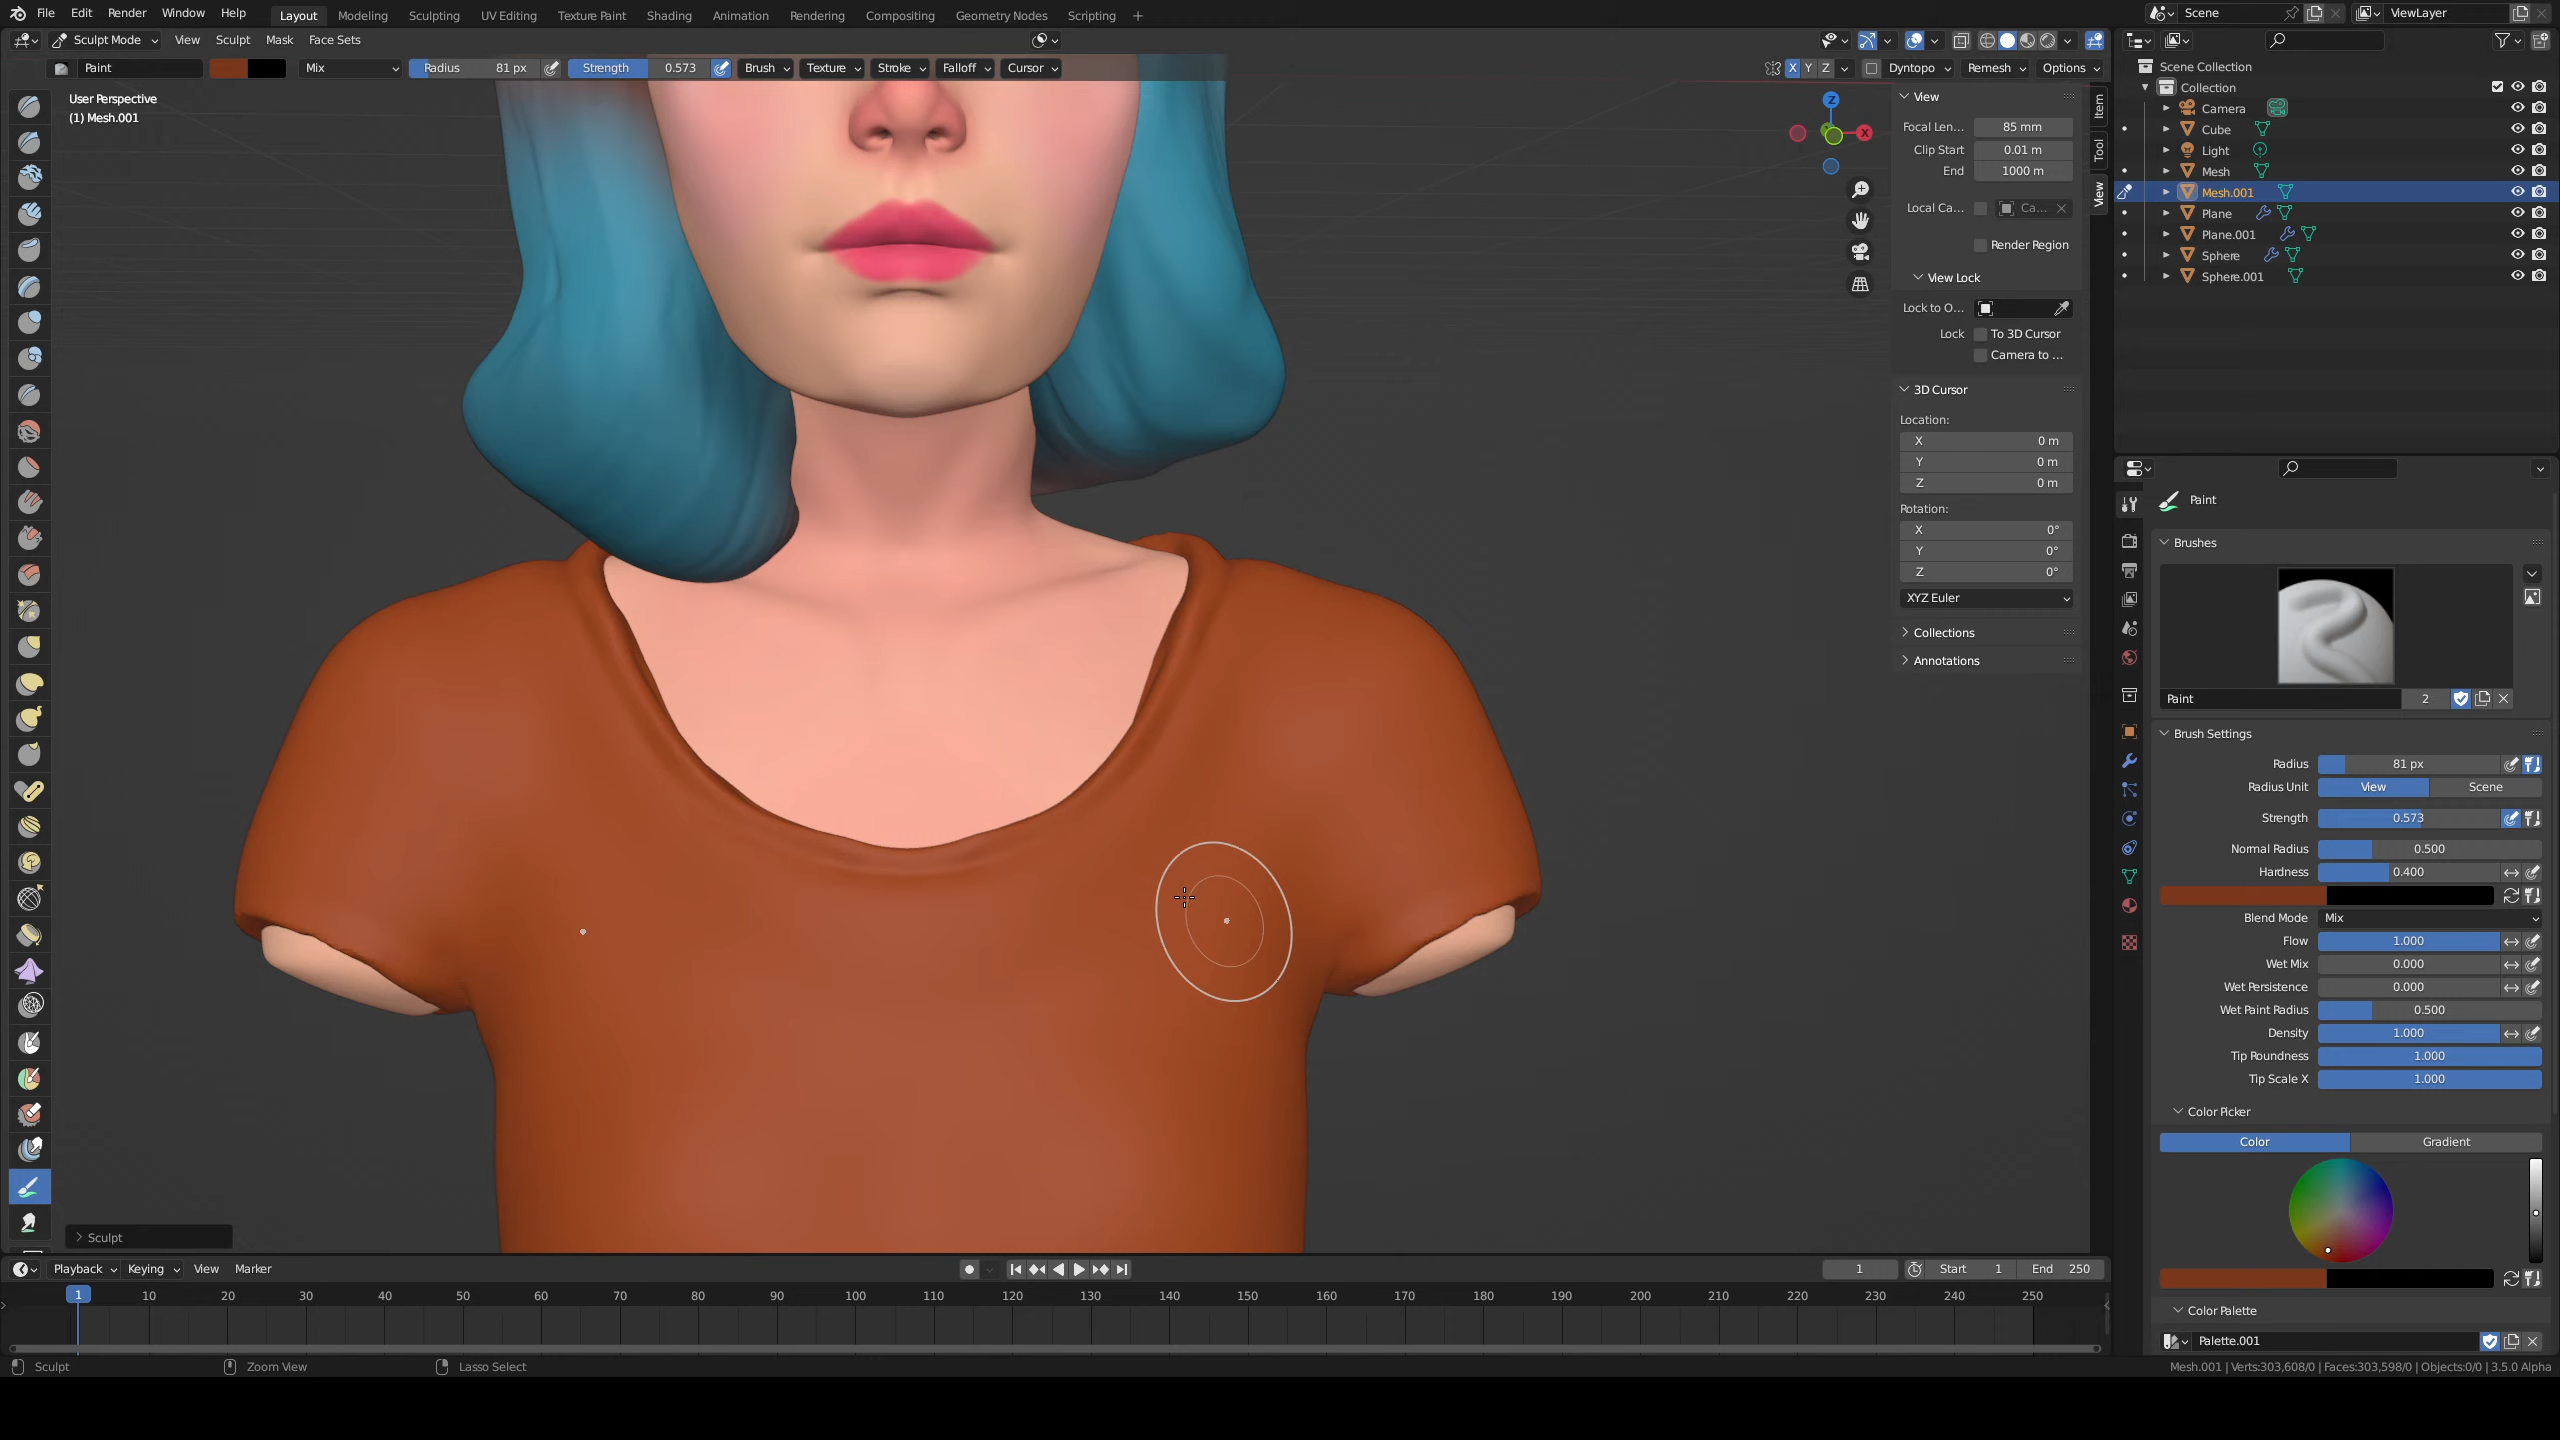 File Edit Render Window Help Layout Modeling Sculpting UV Editing Texture Paint Shading Animation Rendering Compositing Geometry Nodes Scripting + Scene ViewLayer
Sculpt Mode View Sculpt Mask Face Sets
Paint Mix Radius 81 px Strength 0.573 Brush Texture Stroke Falloff Cursor X Y Z Dyntopo Remesh Options
User Perspective
(1) Mesh.001
Z
X
View
Focal Len... 85 mm
Clip Start 0.01 m
End 1000 m
Local Ca... Ca...
Render Region
View Lock
Lock to O...
Lock To 3D Cursor
Camera to ...
3D Cursor
Location:
X 0 m
Y 0 m
Z 0 m
Rotation:
X 0°
Y 0°
Z 0°
XYZ Euler
Collections
Annotations
Item
Tool
View
Scene Collection
Collection
Camera
Cube
Light
Mesh
Mesh.001
Plane
Plane.001
Sphere
Sphere.001
Paint
Brushes
Paint 2
Brush Settings
Radius 81 px
Radius Unit View Scene
Strength 0.573
Normal Radius 0.500
Hardness 0.400
Blend Mode Mix
Flow 1.000
Wet Mix 0.000
Wet Persistence 0.000
Wet Paint Radius 0.500
Density 1.000
Tip Roundness 1.000
Tip Scale X 1.000
Color Picker
Color Gradient
Color Palette
Palette.001
Sculpt
Playback Keying View Marker 1 Start 1 End 250
1 10 20 30 40 50 60 70 80 90 100 110 120 130 140 150 160 170 180 190 200 210 220 230 240 250
Sculpt Zoom View Lasso Select Mesh.001 | Verts:303,608/0 | Faces:303,598/0 | Objects:0/0 | 3.5.0 Alpha